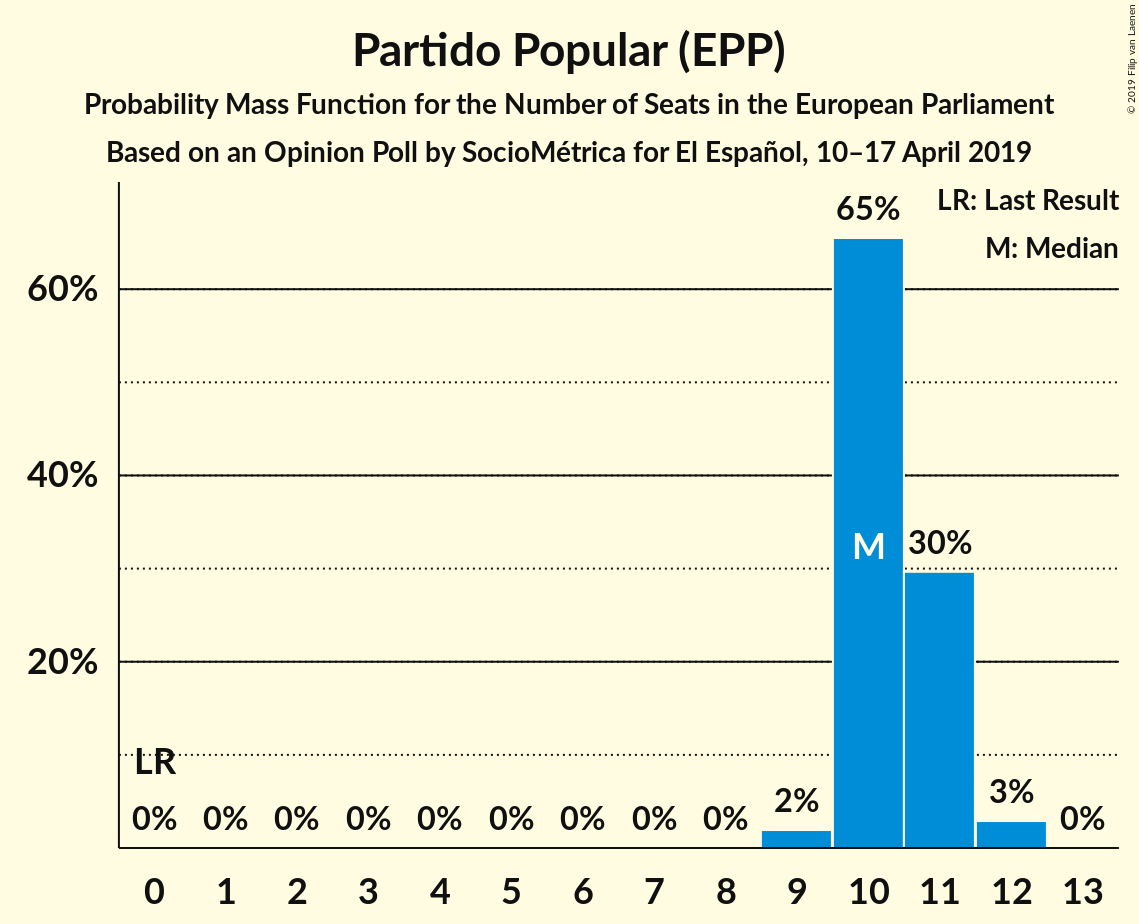 Partido Popular (EPP)
Probability Mass Function for the Number of Seats in the European Parliament
Based on an Opinion Poll by SocioMétrica for El Español, 10–17 April 2019
© 2019 Filip van Laenen
LR: Last Result
M: Median
65%
60%
40%
M
30%
20%
LR
0% 0% 0% 0% 0% 0% 0% 0% 0% 2% 3% 0%
0 1 2 3 4 5 6 7 8 9 10 11 12 13